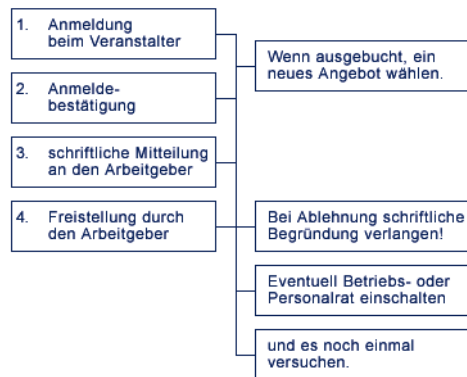 1. Anmeldung
beim Veranstalter
2. Anmelde-
bestätigung
3. schriftliche Mitteilung
an den Arbeitgeber
4. Freistellung durch
den Arbeitgeber
Wenn ausgebucht, ein
neues Angebot wählen.
Bei Ablehnung schriftliche
Begründung verlangen!
Eventuell Betriebs- oder
Personalrat einschalten
und es noch einmal
versuchen.